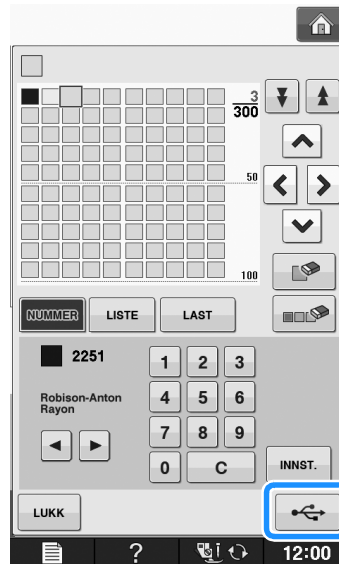 3
300
50
100
NUMMER LISTE LAST
2251
Robison-Anton
Rayon
1 2 3
4 5 6
7 8 9
0 C
INNST.
LUKK
? 12:00